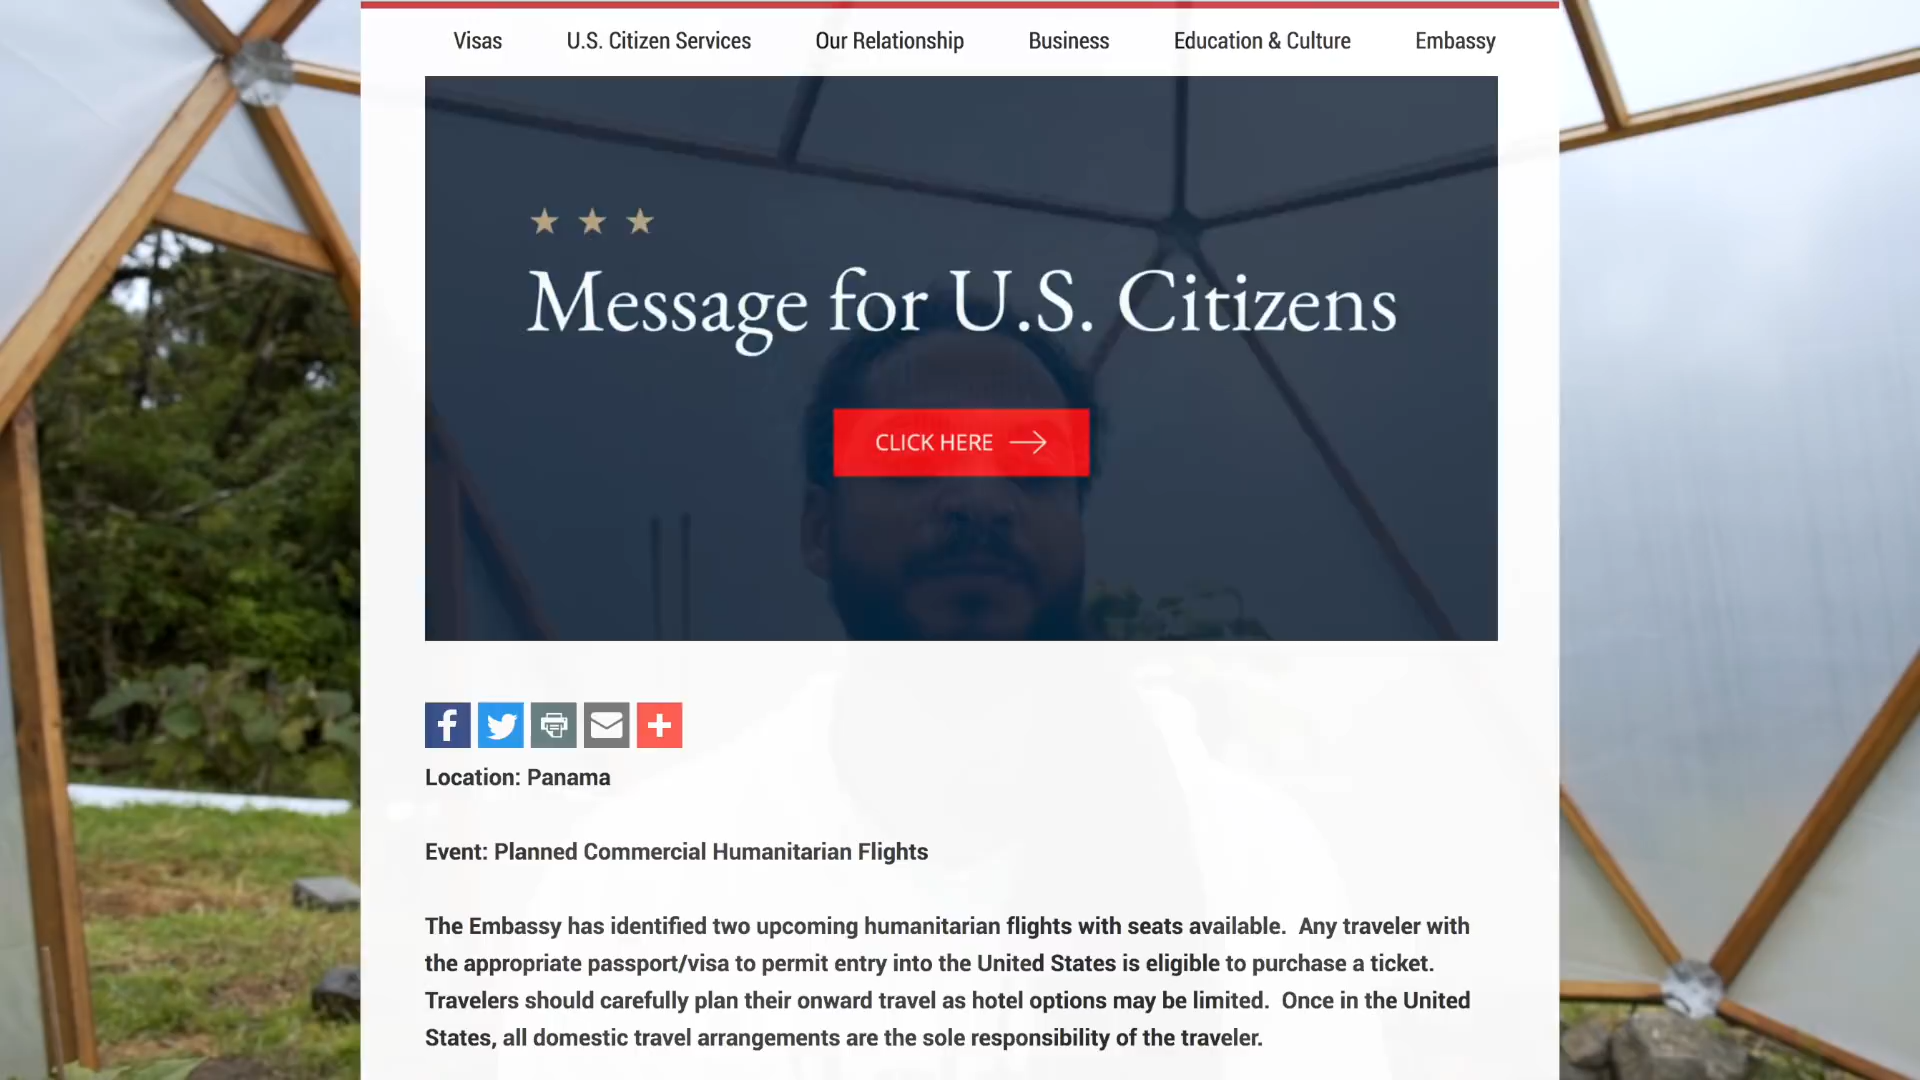 Visas U.S. Citizen Services Our Relationship Business Education & Culture Embassy
Message for U.S. Citizens
CLICK HERE
Location: Panama
Event: Planned Commercial Humanitarian Flights
The Embassy has identified two upcoming humanitarian flights with seats available. Any traveler with
the appropriate passport/visa to permit entry into the United States is eligible to purchase a ticket.
Travelers should carefully plan their onward travel as hotel options may be limited. Once in the United
States, all domestic travel arrangements are the sole responsibility of the traveler.